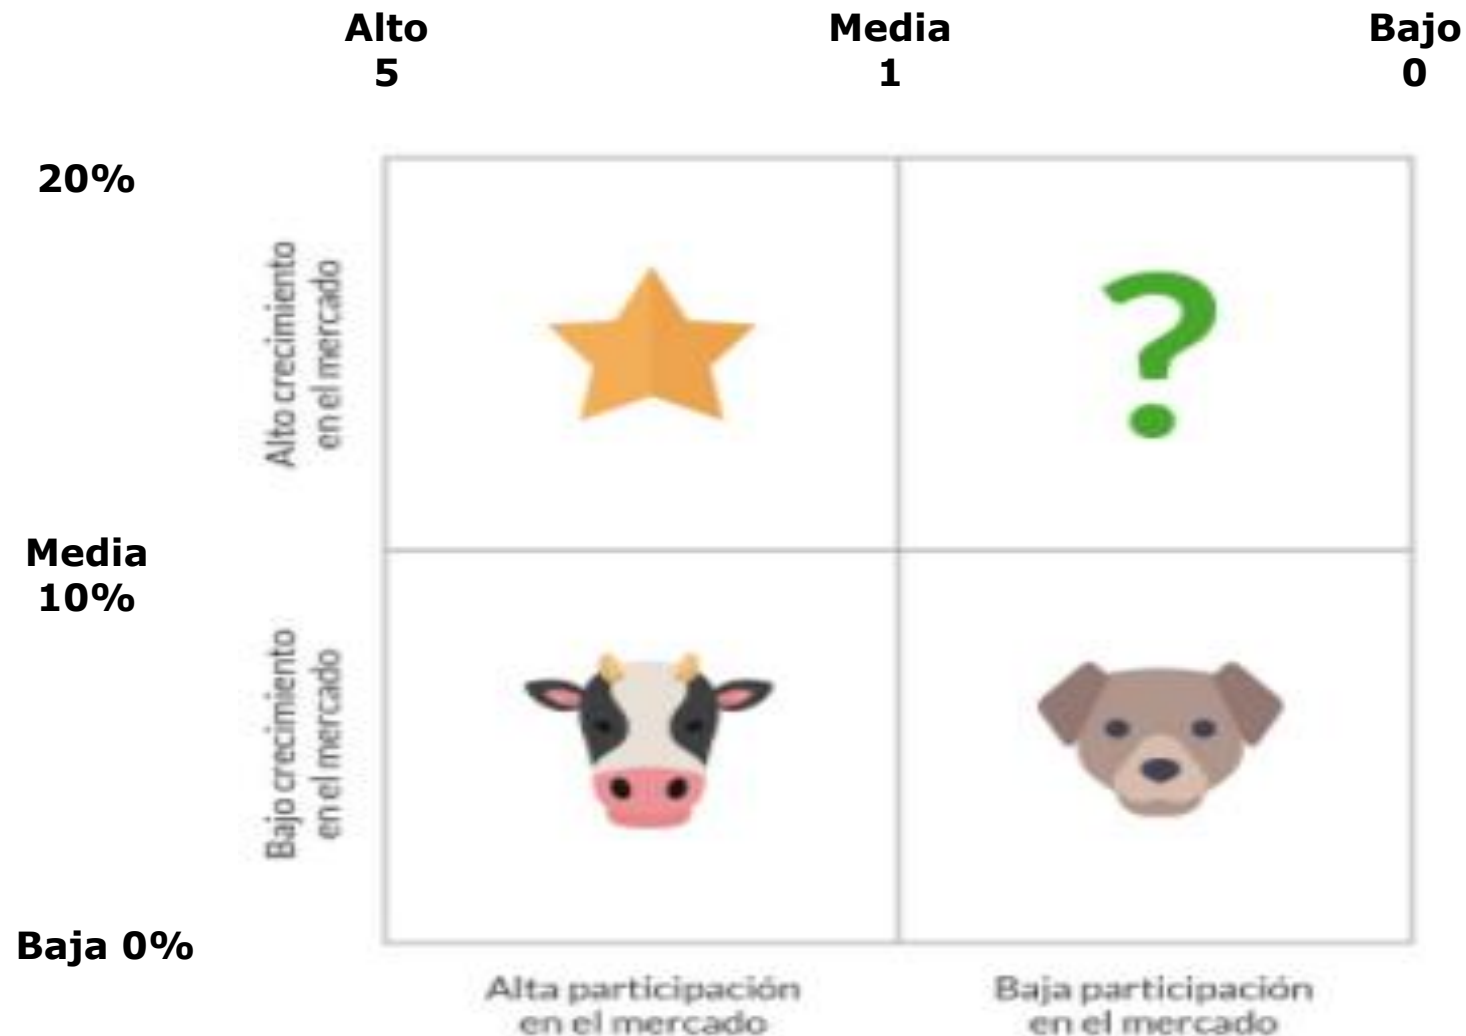 Alto
5
Media
1
Bajo
0
20%
Alto crecimiento
en el mercado
?
Media
10%
Bajo crecimiento
en el mercado
Baja 0%
Alta participación
en el mercado
Baja participación
en el mercado